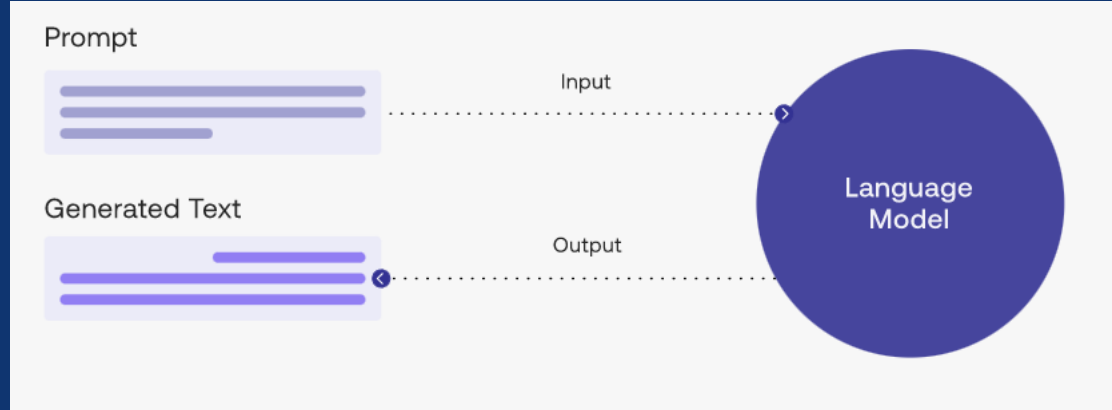 Prompt
Input
Language
Model
Generated Text
Output